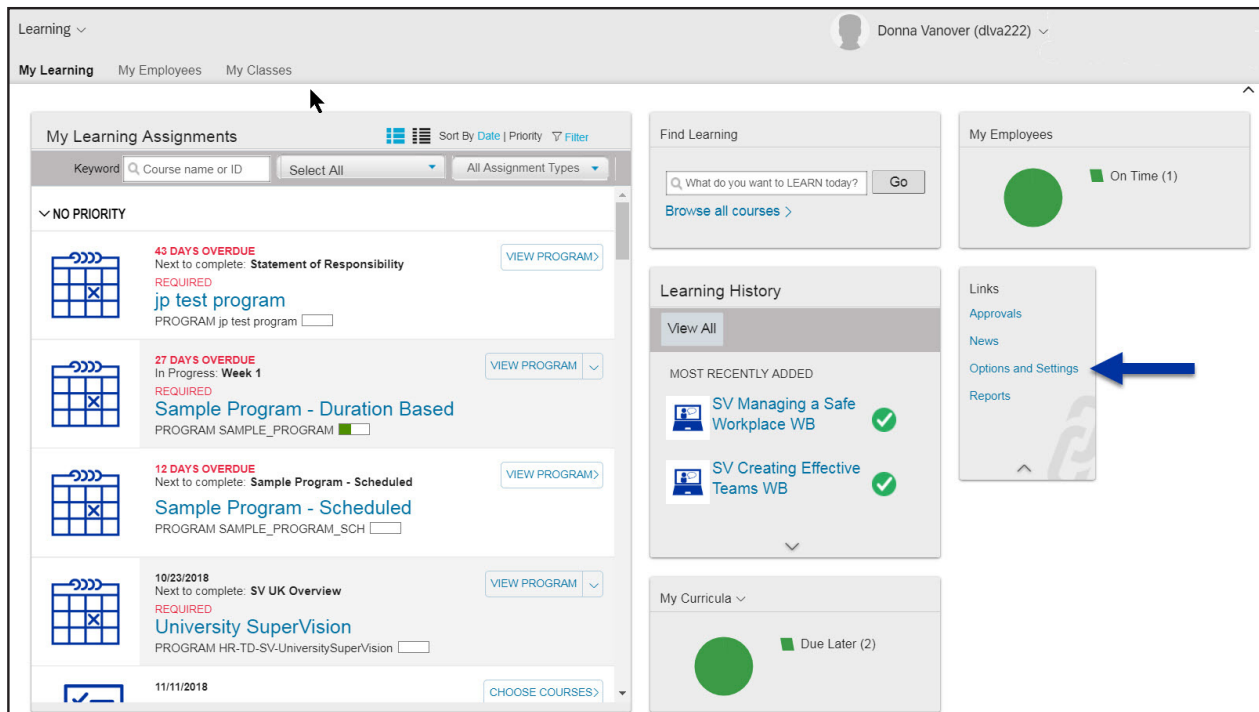 Learning
Donna Vanover (dlva222)
My Learning My Employees My Classes
My Learning Assignments
Sort By Date | Priority Filter
Keyword Course name or ID Select All All Assignment Types
NO PRIORITY
43 DAYS OVERDUE
Next to complete: Statement of Responsibility
REQUIRED
jp test program
PROGRAM jp test program
VIEW PROGRAM>
27 DAYS OVERDUE
In Progress: Week 1
REQUIRED
Sample Program - Duration Based
PROGRAM SAMPLE_PROGRAM
VIEW PROGRAM
12 DAYS OVERDUE
Next to complete: Sample Program - Scheduled
Sample Program - Scheduled
PROGRAM SAMPLE_PROGRAM_SCH
VIEW PROGRAM>
10/23/2018
Next to complete: SV UK Overview
REQUIRED
University SuperVision
PROGRAM HR-TD-SV-UniversitySuperVision
VIEW PROGRAM
11/11/2018
CHOOSE COURSES>
Find Learning
What do you want to LEARN today? Go
Browse all courses >
Learning History
View All
MOST RECENTLY ADDED
SV Managing a Safe
Workplace WB
SV Creating Effective
Teams WB
My Curricula
Due Later (2)
My Employees
On Time (1)
Links
Approvals
News
Options and Settings
Reports